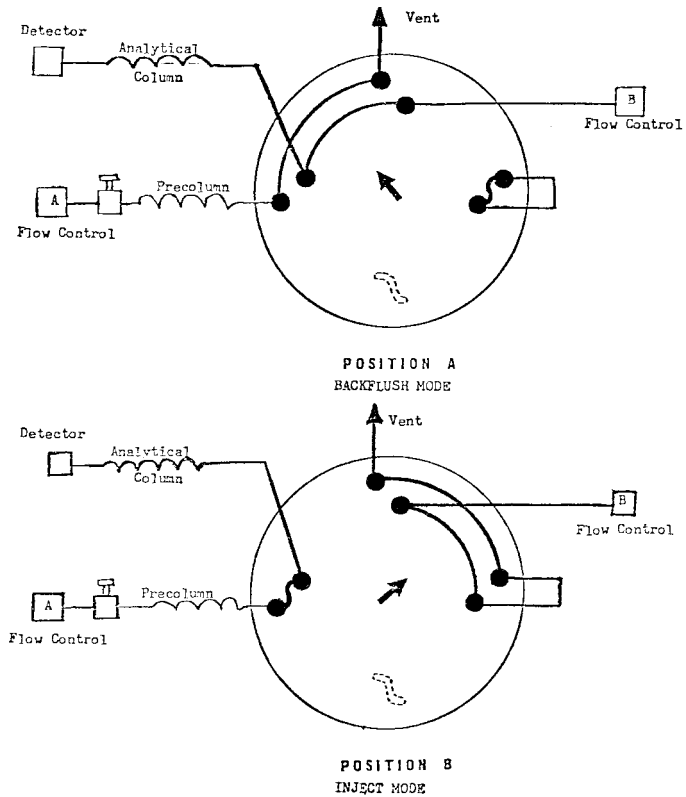 Vent
Detector
Analytical
Column
B
Flow Control
A
Precolumn
Flow Control
POSITION A
BACKFLUSH MODE
Vent
Detector
Analytical
Column
B
Flow Control
A
Precolumn
Flow Control
POSITION B
INJECT MODE